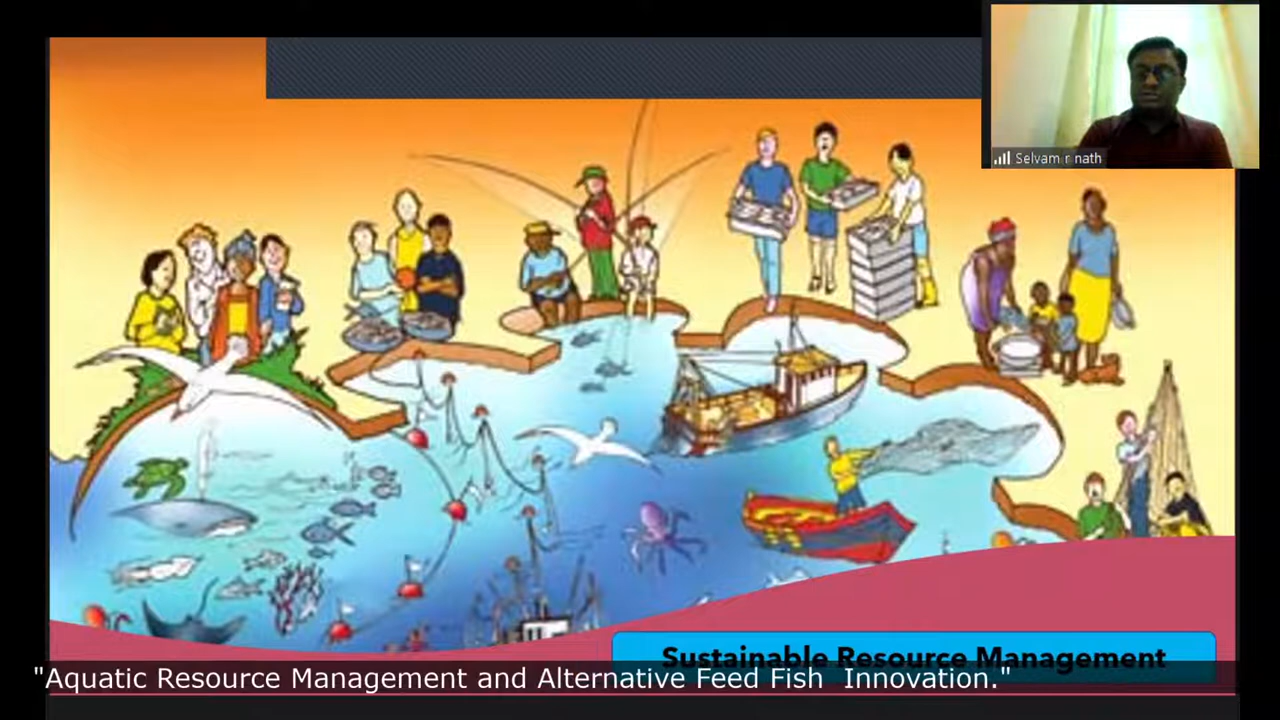 Selvam r nath
Sustainable Resource Management
"Aquatic Resource Management and Alternative Feed Fish  Innovation."